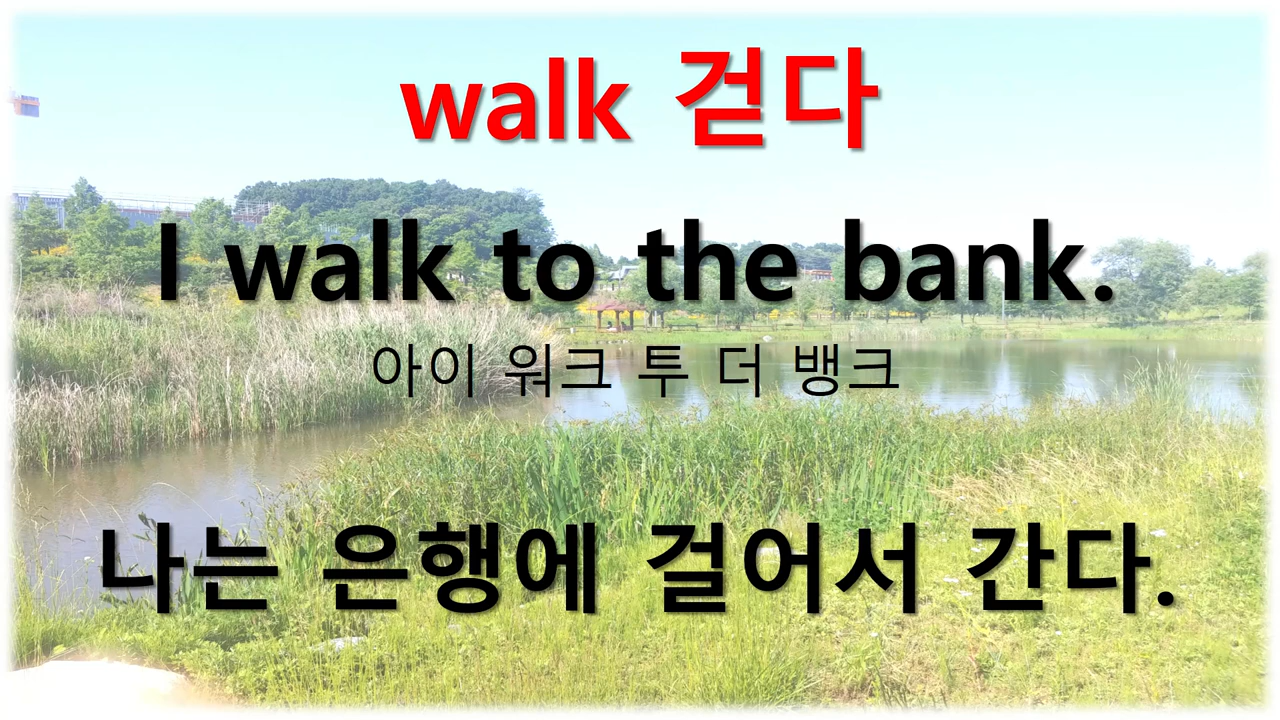 walk 걷다
I walk to the bank.
아이 워크 투 더 뱅크
나는 은행에 걸어서 간다.